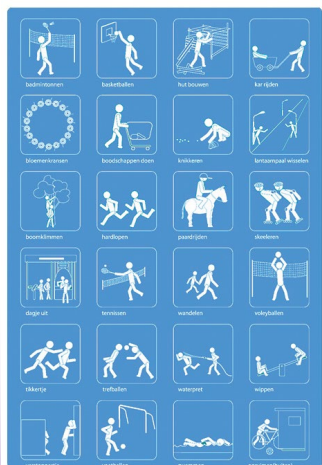 badmintonnen
basketballen
hut bouwen
kar rijden
bloemenkransen
boodschappen doen
knikkeren
lantaarnpaal wisselen
boomklimmen
hardlopen
paardrijden
skeeleren
dagje uit
tennissen
wandelen
volleyballen
tikkertje
trefballen
waterpret
wippen